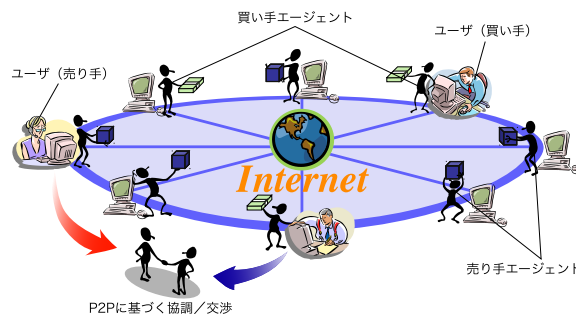 買い手エージェント
ユーザ（買い手）
ユーザ（売り手）
Internet
売り手エージェント
P2Pに基づく協調／交渉